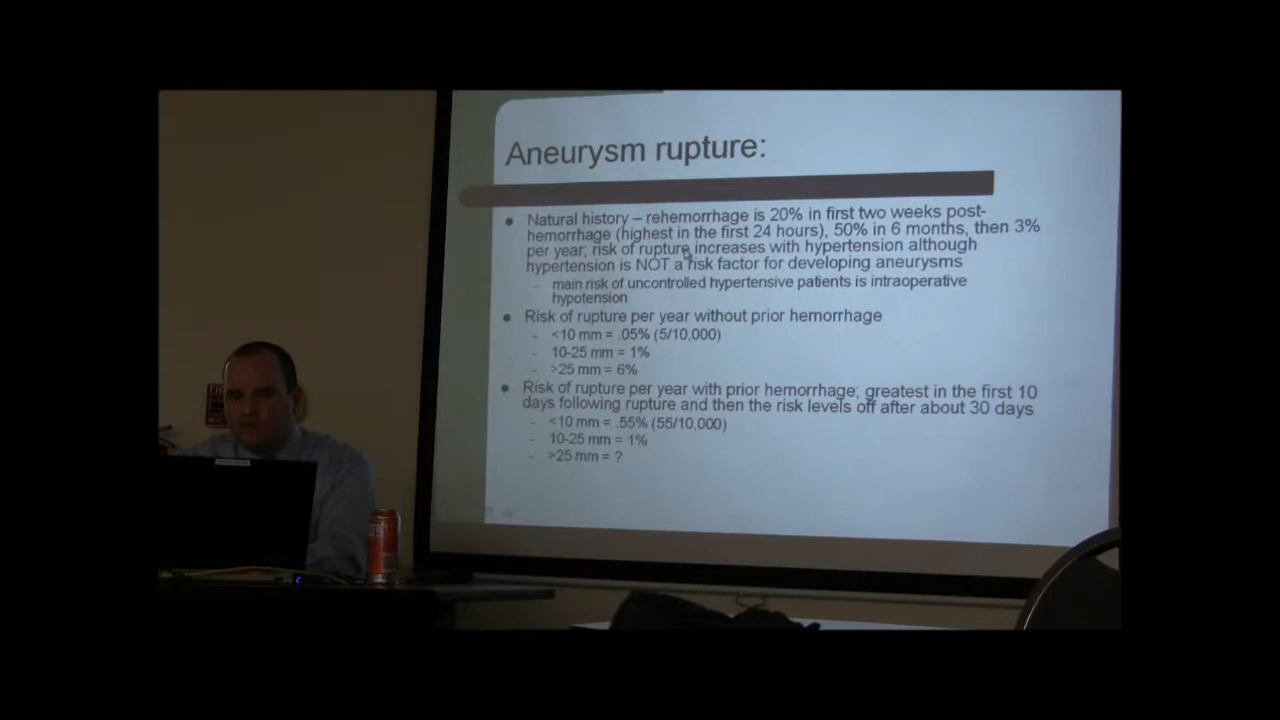 Aneurysm rupture:
Natural history – rehemorrhage is 20% in first two weeks post-
hemorrhage (highest in the first 24 hours), 50% in 6 months, then 3%
per year; risk of rupture increases with hypertension although
hypertension is NOT a risk factor for developing aneurysms
main risk of uncontrolled hypertensive patients is intraoperative
hypotension
Risk of rupture per year without prior hemorrhage
<10 mm = .05% (5/10,000)
10-25 mm = 1%
>25 mm = 6%
Risk of rupture per year with prior hemorrhage; greatest in the first 10
days following rupture and then the risk levels off after about 30 days
<10 mm = .55% (55/10,000)
10-25 mm = 1%
>25 mm = ?